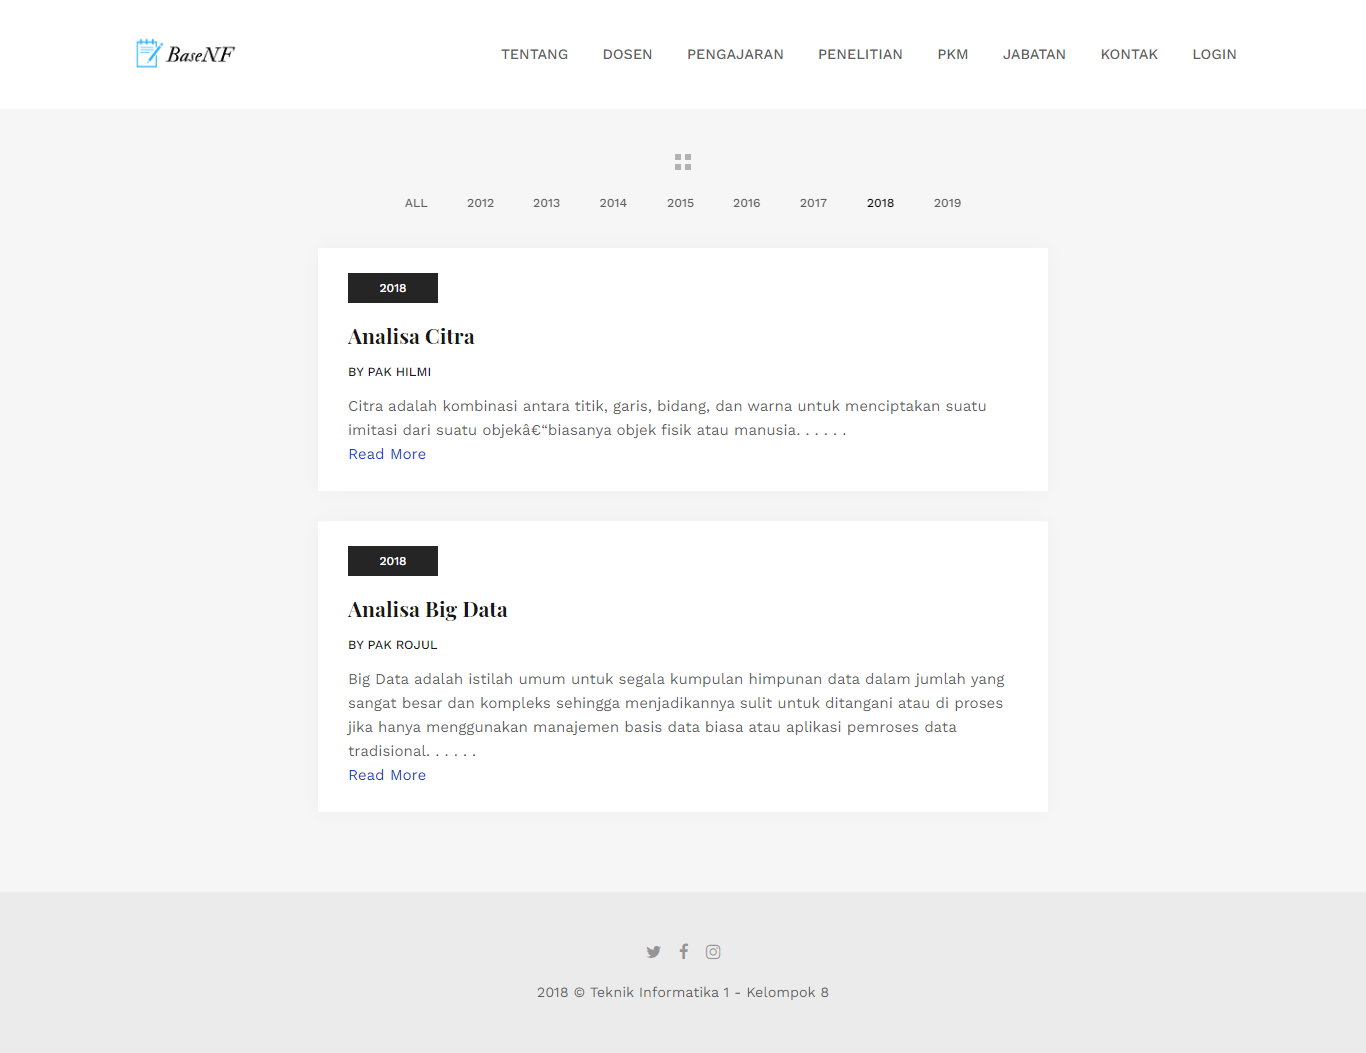 BaseNF
TENTANG DOSEN PENGAJARAN PENELITIAN PKM JABATAN KONTAK LOGIN
ALL 2012 2013 2014 2015 2016 2017 2018 2019
2018
Analisa Citra
BY PAK HILMI
Citra adalah kombinasi antara titik, garis, bidang, dan warna untuk menciptakan suatu
imitasi dari suatu objekâ€“biasanya objek fisik atau manusia. . . . . .
Read More
2018
Analisa Big Data
BY PAK ROJUL
Big Data adalah istilah umum untuk segala kumpulan himpunan data dalam jumlah yang
sangat besar dan kompleks sehingga menjadikannya sulit untuk ditangani atau di proses
jika hanya menggunakan manajemen basis data biasa atau aplikasi pemroses data
tradisional. . . . . .
Read More
2018 © Teknik Informatika 1 - Kelompok 8